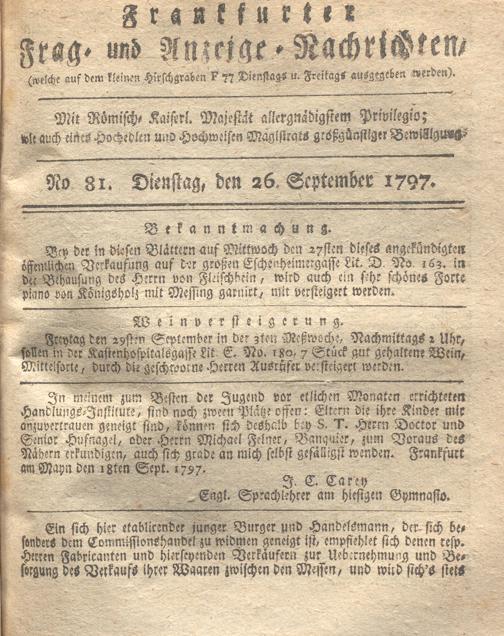 Frankfurter
Frag- und Anzeige-Nachrichten,
(welche auf dem kleinen Hirschgraben F 77 Dienstags u. Freitags ausgegeben werden).
Mit Römisch-Kaiserl. Majestät allergnädigstem Privilegio;
wie auch eines Hochedlen und Hochweisen Magistrats großgünstiger Bewilligung.
No 81. Dienstag, den 26. September 1797.
Bekanntmachung.
Bey der in diesen Blättern auf Mittwoch den 27sten dieses angekündigten
öffentlichen Verkaufung auf der großen Eschenheimergasse Lit. D. No. 163. in
der Behausung des Herrn von Fleischbein, wird auch ein sehr schönes Forte
piano von Königsholz mit Messing garnirt, mit versteigert werden.
Weinversteigerung.
Freytag den 29sten September in der 3ten Meßwoche, Nachmittags 2 Uhr,
sollen in der Kastenhospitalsgasse Lit. E. No. 180, 7 Stück gut gehaltene Wein,
Mittelsorte, durch die geschworne Herren Ausrüfer versteigert werden.
In meinem zum Besten der Jugend vor etlichen Monaten errichteten
Handlungs-Institute, sind noch zween Plätze offen: Eltern die ihre Kinder mir
anzuvertrauen geneigt sind, können sich deshalb bey S. T. Herrn Doctor und
Senior Hufnagel, oder Herrn Michael Felner, Banquier, zum Voraus des
Nähern erkundigen, auch sich grade an mich selbst gefälligst wenden. Frankfurt
am Mayn den 18ten Sept. 1797.
J. C. Carey
Engl. Sprachlehrer am hiesigen Gymnasio.
Ein sich hier etablirender junger Burger und Handelsmann, der sich be-
sonders dem Commissionshandel zu widmen geneigt ist, empfiehlet sich denen resp.
Herren Fabricanten und hierseyenden Verkäufern zur Uebernehmung und Be-
sorgung des Verkaufs ihrer Waaren zwischen den Messen, und wird sich's stets